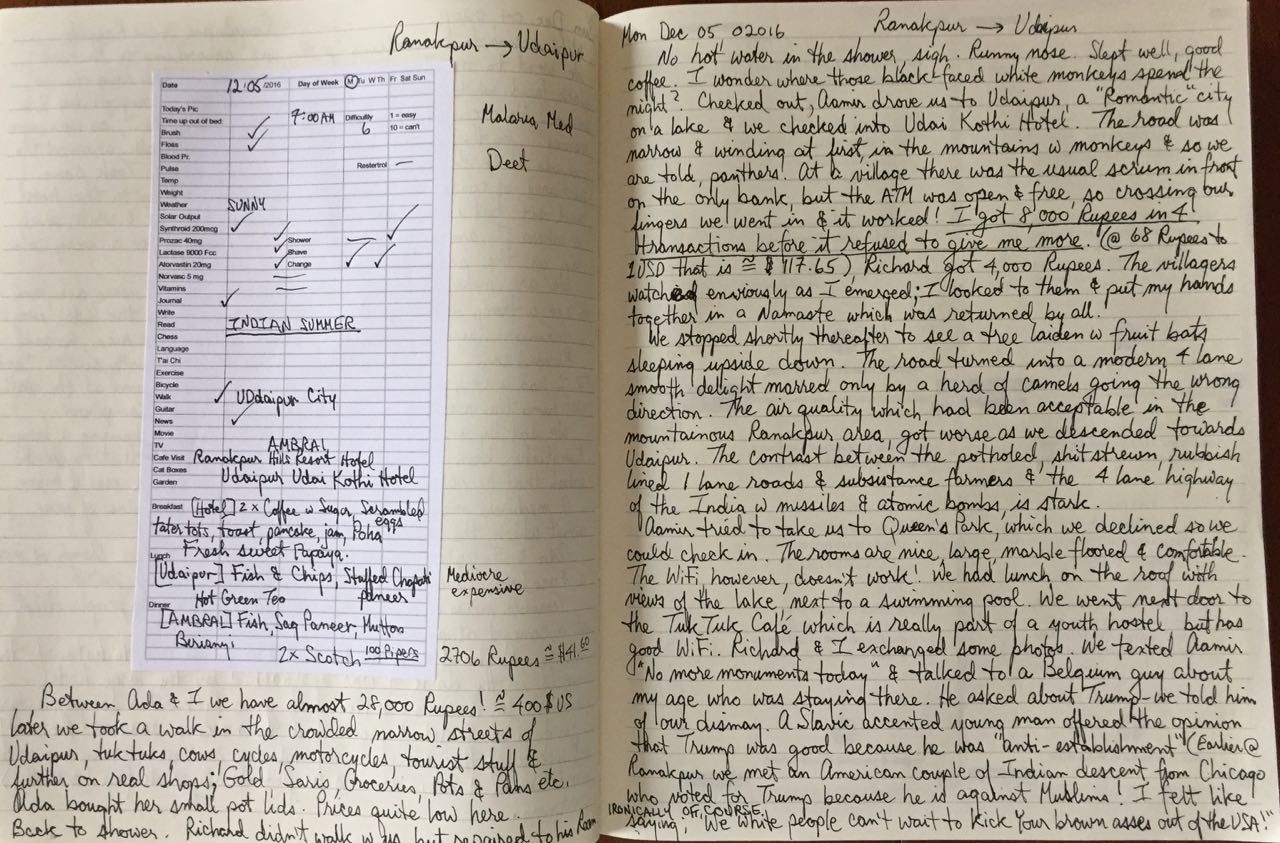 Ranakpur → Udaipur
Date 12.05/2016 Day of Week M Tu W Th Fr Sat Sun
Today's Pic
Time up out of bed 7:00 AM Difficulity 6 1 = easy 10 = can't
Brush
Floss
Blood Pr.
Pulse Restertrol —
Temp
Weight
Weather SUNNY
Solar Output
Synthroid 200mcg
Prozac 40mg Shower
Lactase 9000 Fcc Shave
Atorvastin 20mg Change
Norvasc 5 mg
Vitamins
Journal
Write
Read INDIAN SUMMER
Chess
Language
T'ai Chi
Exercise
Bicycle
Walk UDdaipur City
Guitar
News
Movie
TV AMBRAI
Cafe Visit Ranakpur Hills Resort Hotel
Cat Boxes Udaipur Udai Kothi Hotel
Garden
Breakfast [Hotel] 2 x Coffee w Sugar, Scrambled eggs
tater tots, toast, pancake, jam, Poha
Fresh sweet Papaya.
Lunch
[Udaipur] Fish & Chips, Stuffed Chapati paneer
Hot Green Tea
Dinner
[AMBRAI] Fish, Saq Paneer, Mutton
Beriani
2x Scotch 100 Pipers
Malaria Med
Deet
Mediocre
expensive
2706 Rupees ≅ $41.60
Between Ada & I we have almost 28,000 Rupees! ≅ 400$ US
Later we took a walk in the crowded narrow streets of
Udaipur, tuk tuks, cows, cycles, motorcycles, tourist stuff &
further on real shops; Gold, Saris, Groceries, Pots & Pans etc.
Ada bought her small pot lids. Prices quite low here.
Back to shower. Richard didn't walk w us but repaired to his Room
Mon Dec 05 02016 Ranakpur → Udaipur
No hot water in the shower, sigh. Runny nose. Slept well, good
coffee. I wonder where those black-faced white monkeys spend the
night? Checked out, Aamir drove us to Udaipur, a "Romantic" city
on a lake & we checked into Udai Kothi Hotel. The road was
narrow & winding at first, in the mountains w monkeys & so we
are told, panthers. At a village there was the usual scrum in front
on the only bank, but the ATM was open & free, so crossing our
fingers we went in & it worked! I got 8,000 Rupees in 4
transactions before it refused to give me more. (@ 68 Rupees to
1USD that is ≅ $117.65) Richard got 4,000 Rupees. The villagers
watched enviously as I emerged; I looked to them & put my hands
together in a Namaste which was returned by all.
We stopped shortly thereafter to see a tree laiden w fruit bats
sleeping upside down. The road turned into a modern 4 lane
smooth delight marred only by a herd of camels going the wrong
direction. The air quality which had been acceptable in the
mountainous Ranakpur area, got worse as we descended towards
Udaipur. The contrast between the potholed, shit strewn, rubbish
lined 1 lane roads & subsistance farmers & the 4 lane highway
of the India w missiles & atomic bombs, is stark.
Aamir tried to take us to Queen's Park, which we declined so we
could check in. The rooms are nice, large, marble floored & comfortable.
The WiFi, however, doesn't work! We had lunch on the roof with
views of the lake, next to a swimming pool. We went next door to
the Tuk Tuk Café which is really part of a youth hostel but has
good WiFi. Richard & I exchanged some photos. We texted Aamir
"No more monuments today" & talked to a Belgium guy about
my age who was staying there. He asked about Trump - we told him
of our dismay. A Slavic accented young man offered the opinion
that Trump was good because he was "anti-establishment" (Earlier @
Ranakpur we met an American couple of Indian descent from Chicago
who voted for Trump because he is against Muslims! I felt like
IRONICALLY OF COURSE.
saying, "We white people can't wait to kick Your brown asses out of the USA!"